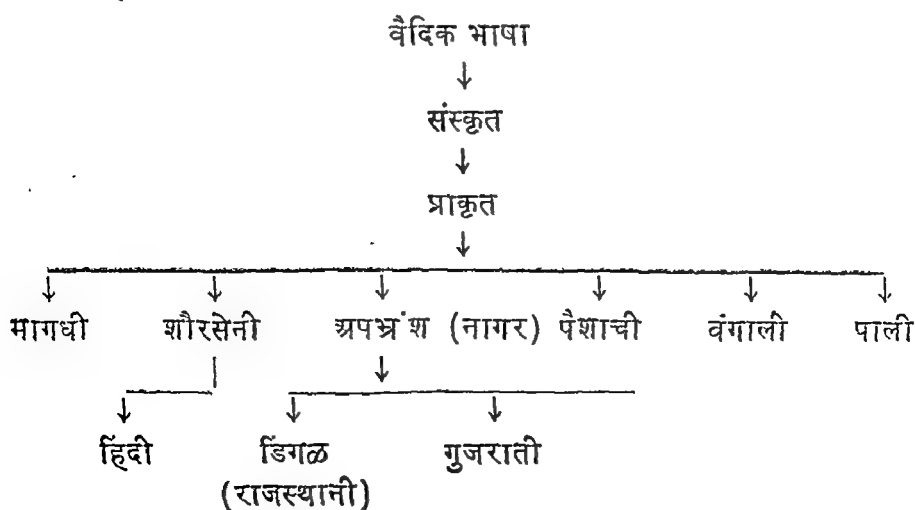 वैदिक भाषा
संस्कृत
प्राकृत
मागधी शौरसेनी अपभ्रंश (नागर) पैशाची वंगाली पाली
हिंदी डिंगळ गुजराती
(राजस्थानी)